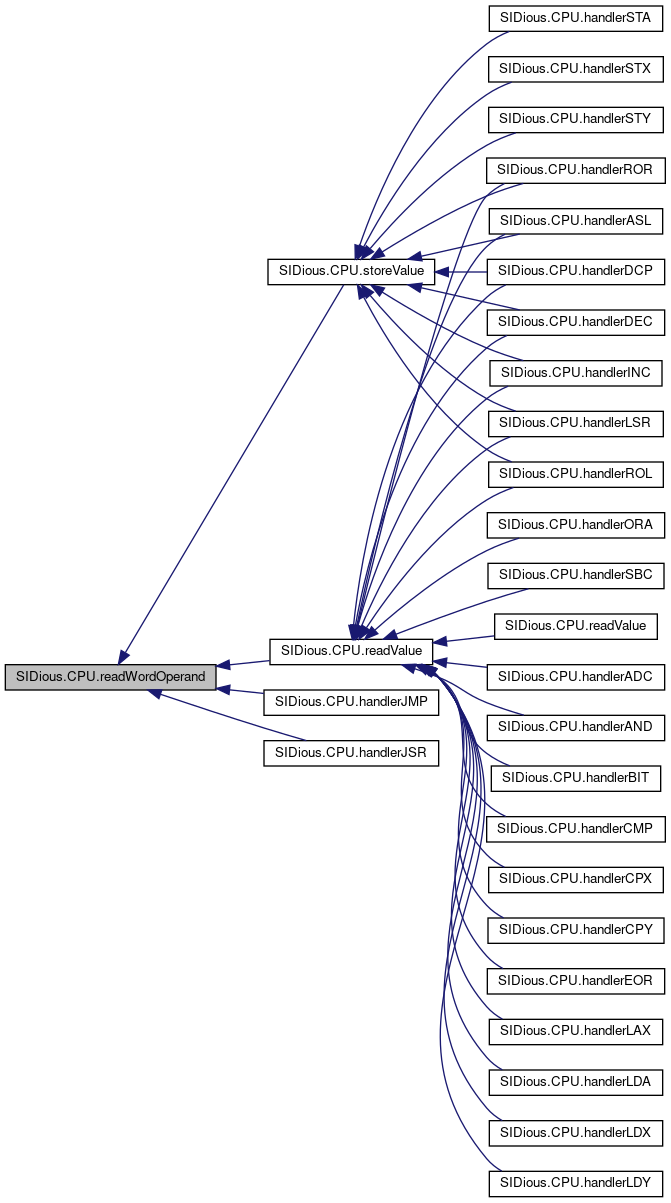 SIDious.CPU.handlerSTA
SIDious.CPU.handlerSTX
SIDious.CPU.handlerSTY
SIDious.CPU.handlerROR
SIDious.CPU.handlerASL
SIDious.CPU.storeValue
SIDious.CPU.handlerDCP
SIDious.CPU.handlerDEC
SIDious.CPU.handlerINC
SIDious.CPU.handlerLSR
SIDious.CPU.handlerROL
SIDious.CPU.handlerORA
SIDious.CPU.handlerSBC
SIDious.CPU.readValue
SIDious.CPU.readValue
SIDious.CPU.readWordOperand
SIDious.CPU.handlerADC
SIDious.CPU.handlerJMP
SIDious.CPU.handlerAND
SIDious.CPU.handlerJSR
SIDious.CPU.handlerBIT
SIDious.CPU.handlerCMP
SIDious.CPU.handlerCPX
SIDious.CPU.handlerCPY
SIDious.CPU.handlerEOR
SIDious.CPU.handlerLAX
SIDious.CPU.handlerLDA
SIDious.CPU.handlerLDX
SIDious.CPU.handlerLDY